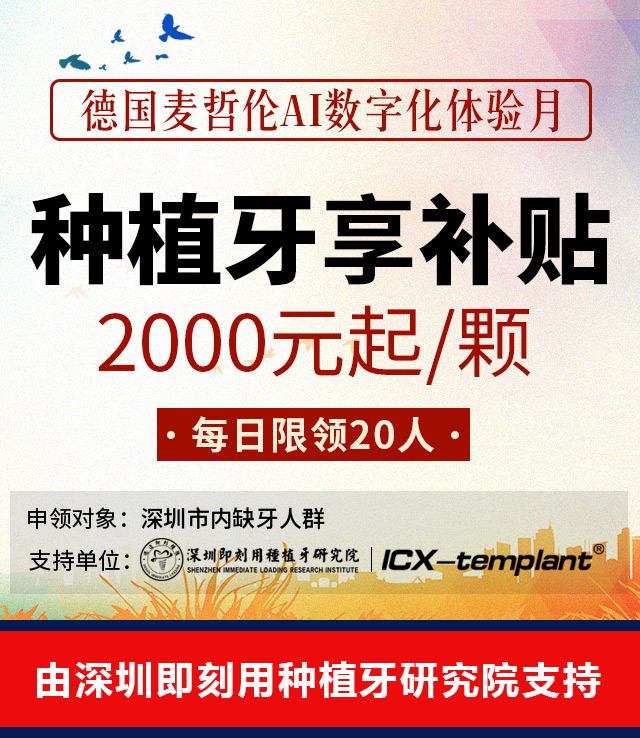 德国麦哲伦AI数字化体验月
种植牙享补贴
2000元起/颗
·每日限领20人·
申领对象：深圳市内缺牙人群
支持单位：深圳即刻用種植牙研究院 ICX-templant®
SHENZHEN IMMEDIATE LOADING RESEARCH INSTITUTE
由深圳即刻用种植牙研究院支持